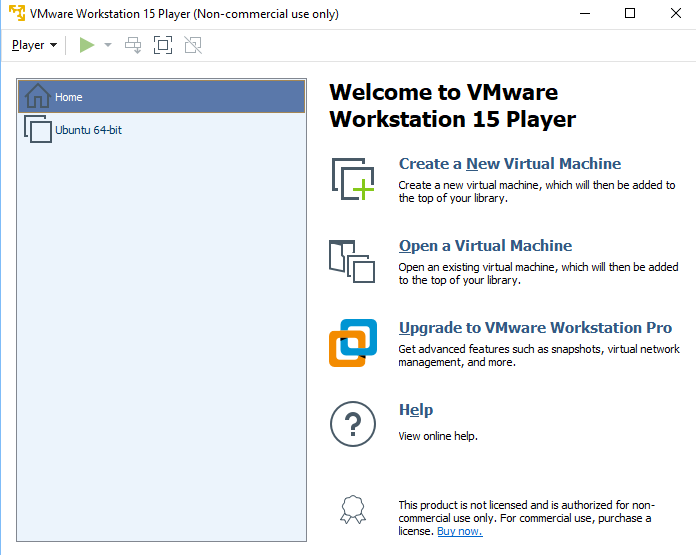 VMware Workstation 15 Player (Non-commercial use only)
Player
Home
Ubuntu 64-bit
Welcome to VMware
Workstation 15 Player
Create a New Virtual Machine
Create a new virtual machine, which will then be added to
the top of your library.
Open a Virtual Machine
Open an existing virtual machine, which will then be added
to the top of your library.
Upgrade to VMware Workstation Pro
Get advanced features such as snapshots, virtual network
management, and more.
Help
View online help.
This product is not licensed and is authorized for non-
commercial use only. For commercial use, purchase a
license. Buy now.